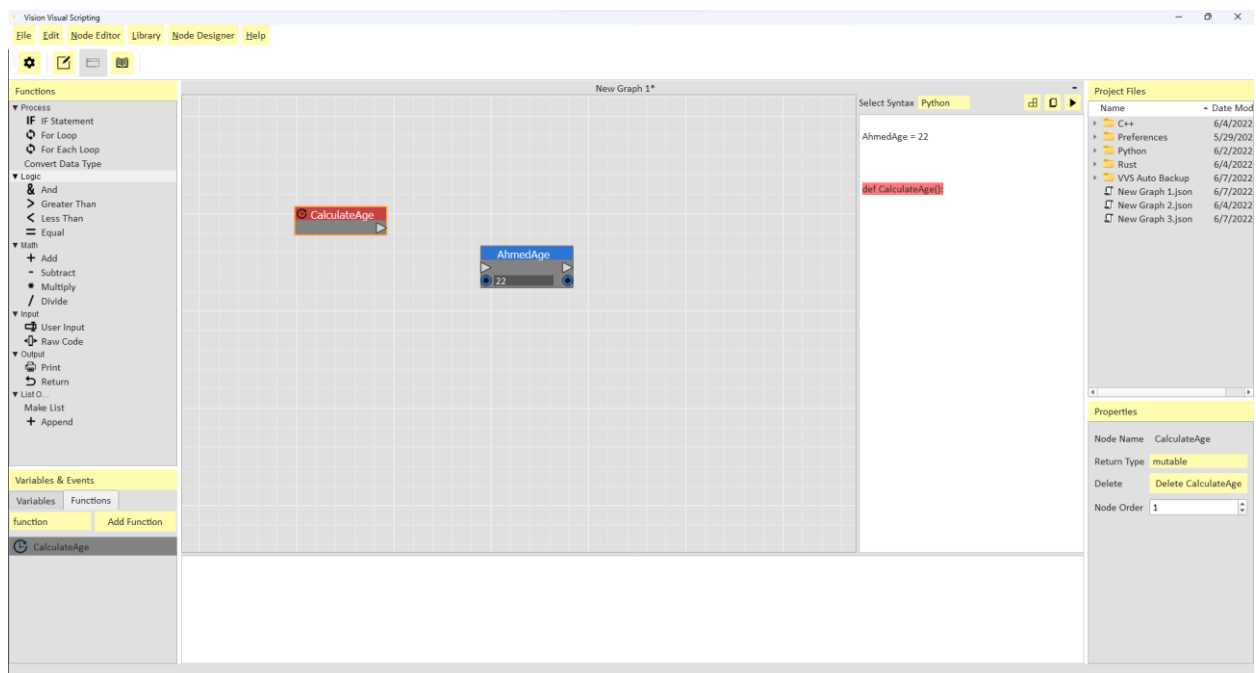 Vision Visual Scripting
File Edit Node Editor Library Node Designer Help
Functions
Process
IF IF Statement
For Loop
For Each Loop
Convert Data Type
Logic
& And
> Greater Than
< Less Than
= Equal
Math
+ Add
- Subtract
* Multiply
/ Divide
Input
User Input
Raw Code
Output
Print
Return
List O...
Make List
+ Append
Variables & Events
Variables Functions
function Add Function
CalculateAge
New Graph 1*
CalculateAge
AhmedAge
22
Select Syntax Python
AhmedAge = 22
def CalculateAge():
Project Files
Name Date Mod
C++ 6/4/2022
Preferences 5/29/202
Python 6/2/2022
Rust 6/4/2022
VVS Auto Backup 6/7/2022
New Graph 1.json 6/7/2022
New Graph 2.json 6/4/2022
New Graph 3.json 6/7/2022
Properties
Node Name CalculateAge
Return Type mutable
Delete Delete CalculateAge
Node Order 1